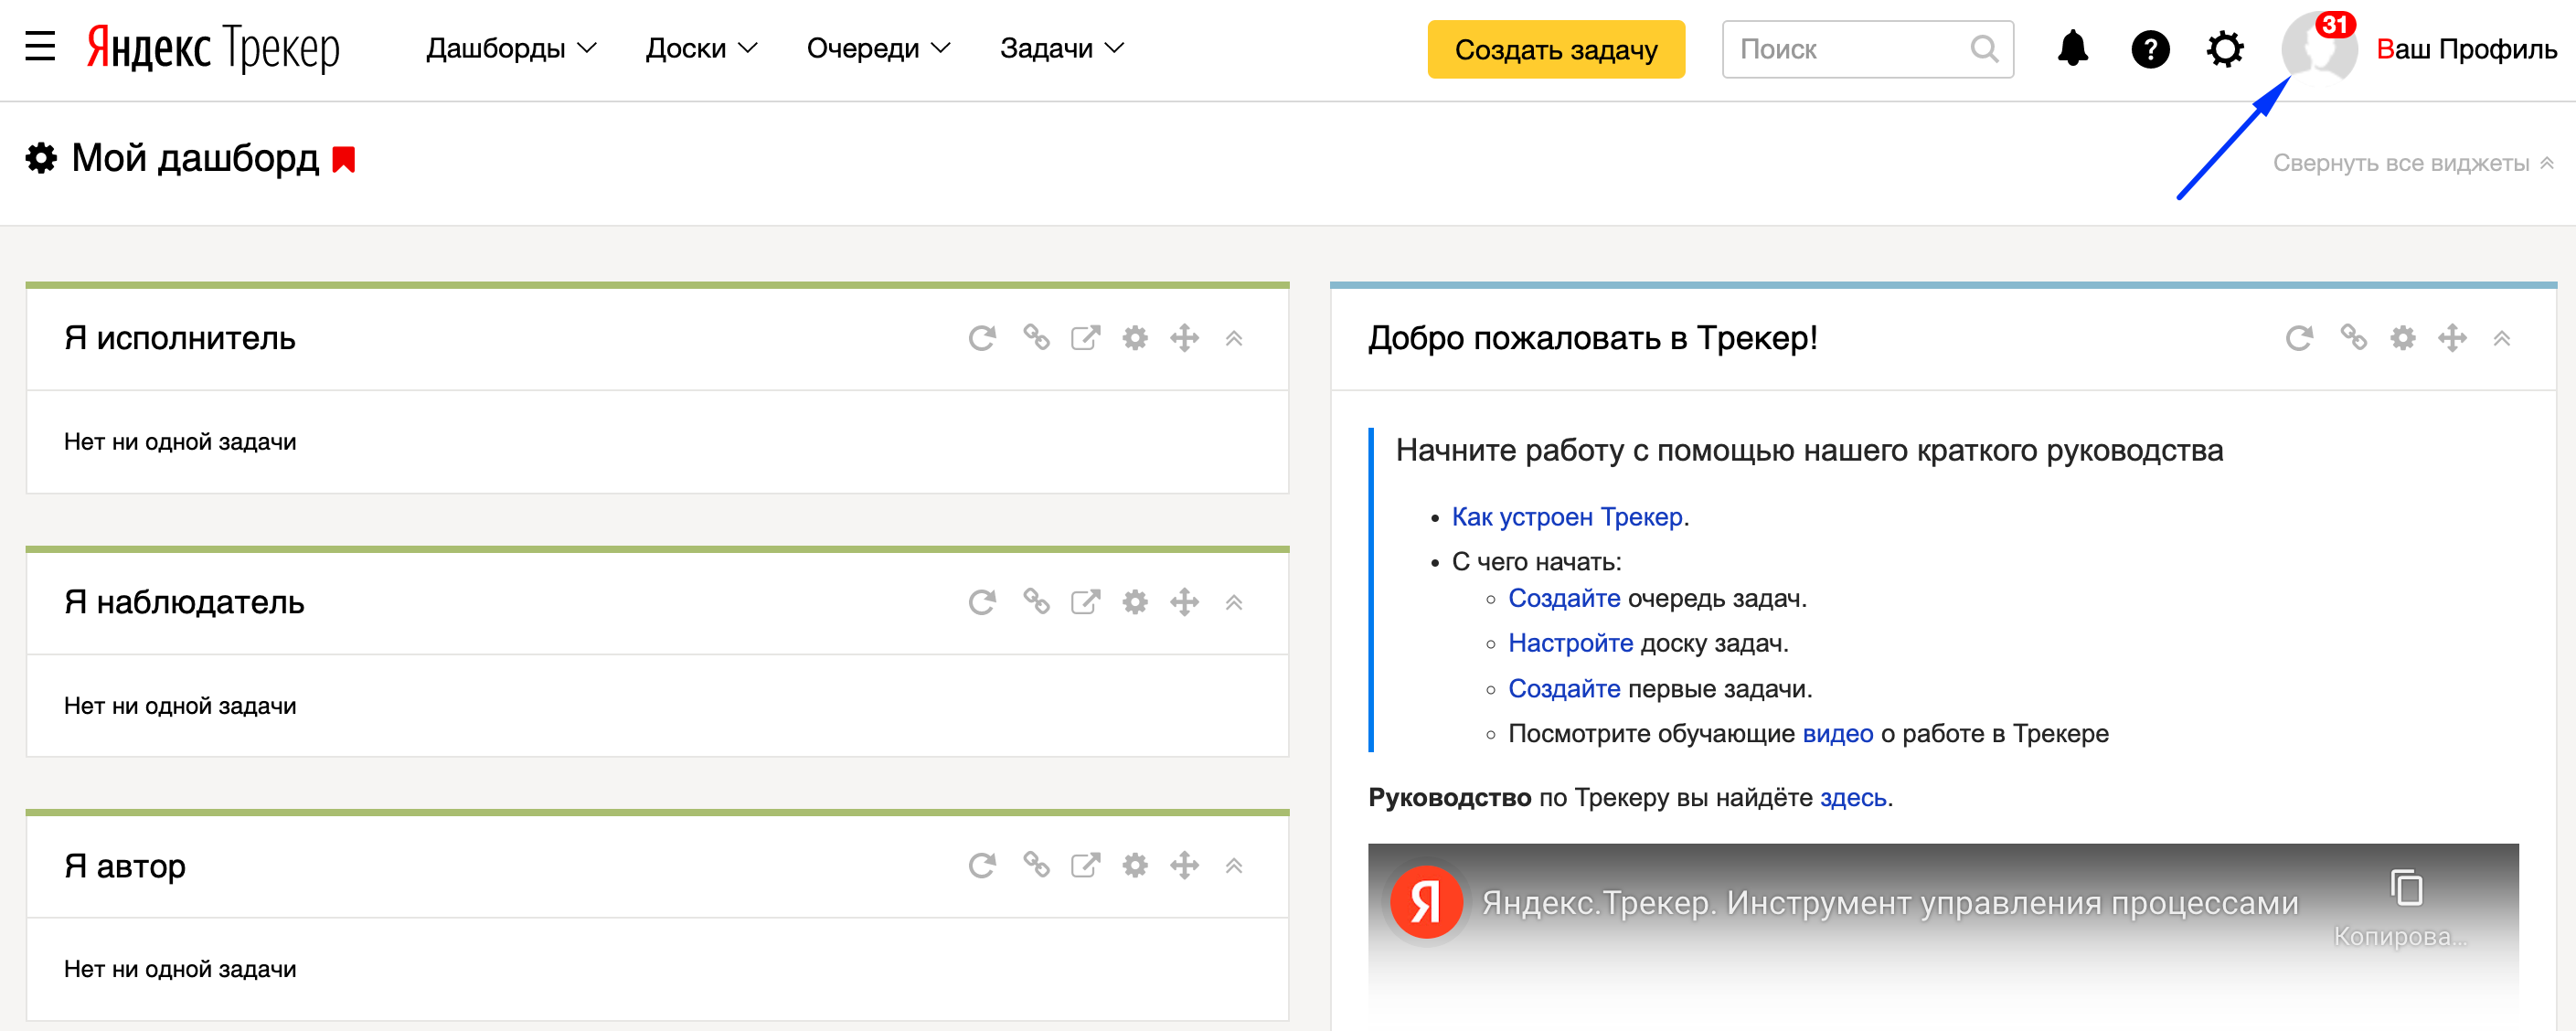 Яндекс Трекер Дашборды Доски Очереди Задачи Создать задачу Поиск 31 Ваш Профиль
Мой дашборд
Свернуть все виджеты
Я исполнитель
Нет ни одной задачи
Я наблюдатель
Нет ни одной задачи
Я автор
Нет ни одной задачи
Добро пожаловать в Трекер!
Начните работу с помощью нашего краткого руководства
• Как устроен Трекер.
• С чего начать:
◦ Создайте очередь задач.
◦ Настройте доску задач.
◦ Создайте первые задачи.
◦ Посмотрите обучающие видео о работе в Трекере
Руководство по Трекеру вы найдёте здесь.
Я Яндекс.Трекер. Инструмент управления процессами
Копирова...